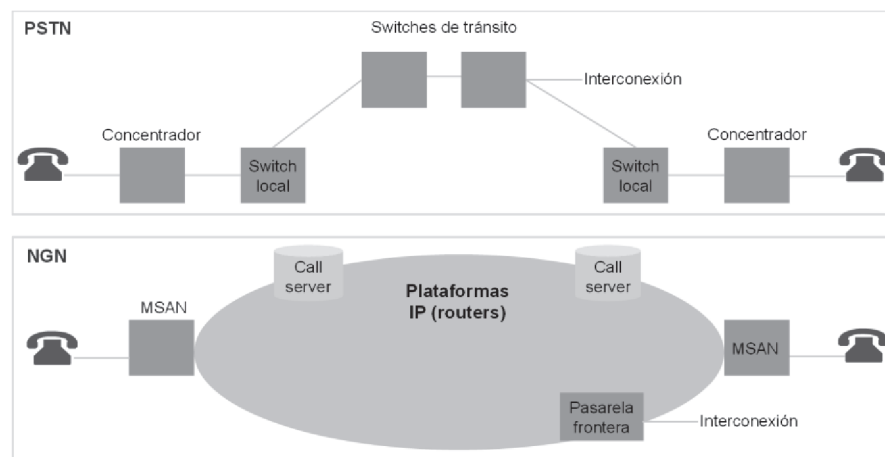 PSTN
Switches de tránsito
Interconexión
Concentrador
Concentrador
Switch
local
Switch
local
NGN
Call
server
Call
server
Plataformas
IP (routers)
MSAN
MSAN
Pasarela
frontera
Interconexión